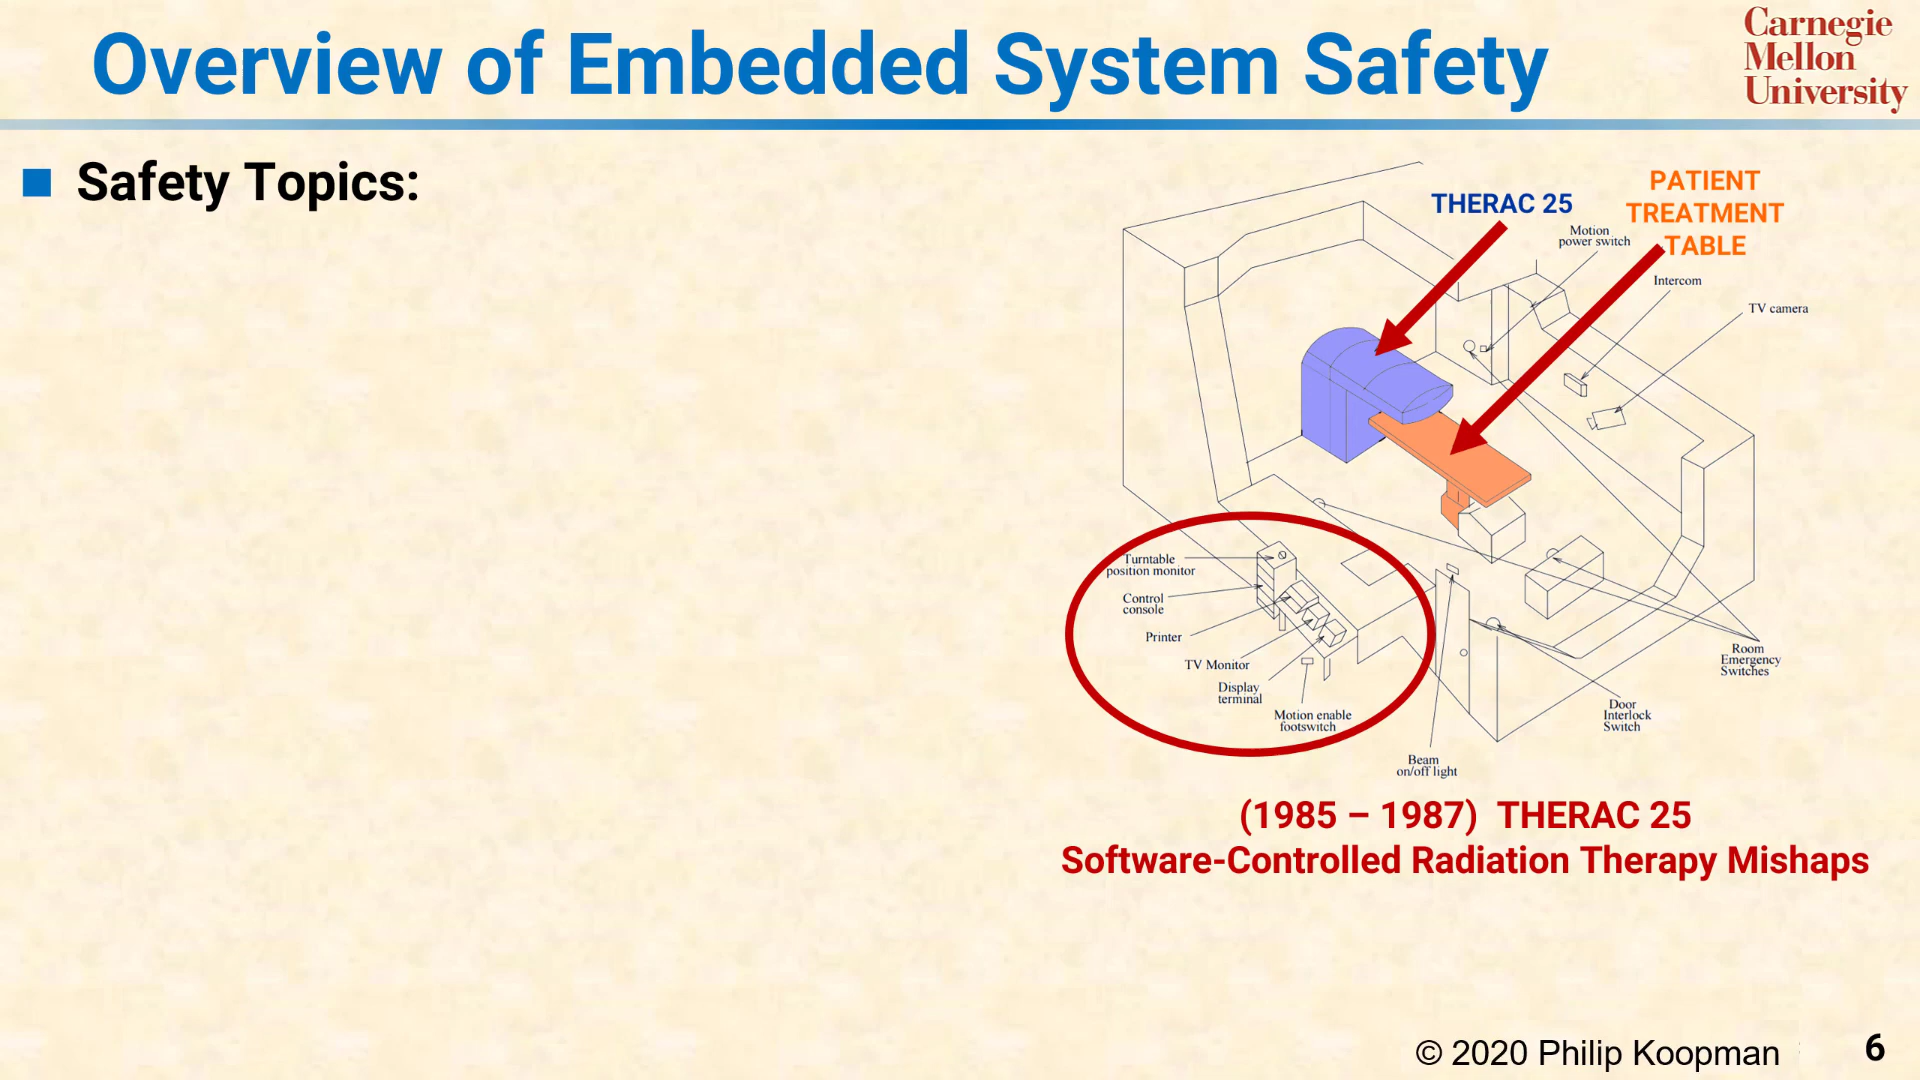 Overview of Embedded System Safety
Carnegie
Mellon
University
Safety Topics:
THERAC 25
PATIENT
TREATMENT
TABLE
Motion
power switch
Intercom
TV camera
Turntable
position monitor
Control
console
Printer
TV Monitor
Display
terminal
Motion enable
footswitch
Beam
on/off light
Door
Interlock
Switch
Room
Emergency
Switches
(1985 – 1987) THERAC 25
Software-Controlled Radiation Therapy Mishaps
© 2020 Philip Koopman
6